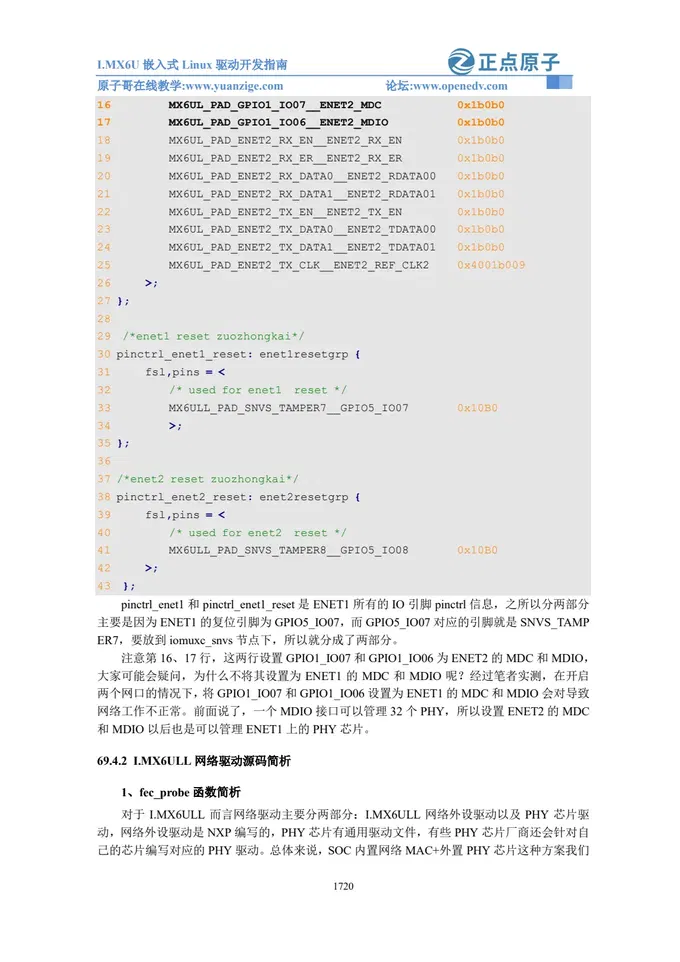 I.MX6U 嵌入式 Linux 驱动开发指南
正点原子
原子哥在线教学:www.yuanzige.com 论坛:www.openedv.com
16 MX6UL_PAD_GPIO1_IO07__ENET2_MDC 0x1b0b0
17 MX6UL_PAD_GPIO1_IO06__ENET2_MDIO 0x1b0b0
18 MX6UL_PAD_ENET2_RX_EN__ENET2_RX_EN 0x1b0b0
19 MX6UL_PAD_ENET2_RX_ER__ENET2_RX_ER 0x1b0b0
20 MX6UL_PAD_ENET2_RX_DATA0__ENET2_RDATA00 0x1b0b0
21 MX6UL_PAD_ENET2_RX_DATA1__ENET2_RDATA01 0x1b0b0
22 MX6UL_PAD_ENET2_TX_EN__ENET2_TX_EN 0x1b0b0
23 MX6UL_PAD_ENET2_TX_DATA0__ENET2_TDATA00 0x1b0b0
24 MX6UL_PAD_ENET2_TX_DATA1__ENET2_TDATA01 0x1b0b0
25 MX6UL_PAD_ENET2_TX_CLK__ENET2_REF_CLK2 0x4001b009
26 >;
27 };
28
29 /*enet1 reset zuozhongkai*/
30 pinctrl_enet1_reset: enet1resetgrp {
31 fsl,pins = <
32 /* used for enet1 reset */
33 MX6ULL_PAD_SNVS_TAMPER7__GPIO5_IO07 0x10B0
34 >;
35 };
36
37 /*enet2 reset zuozhongkai*/
38 pinctrl_enet2_reset: enet2resetgrp {
39 fsl,pins = <
40 /* used for enet2 reset */
41 MX6ULL_PAD_SNVS_TAMPER8__GPIO5_IO08 0x10B0
42 >;
43 };
pinctrl_enet1 和 pinctrl_enet1_reset 是 ENET1 所有的 IO 引脚 pinctrl 信息，之所以分两部分
主要是因为 ENET1 的复位引脚为 GPIO5_IO07，而 GPIO5_IO07 对应的引脚就是 SNVS_TAMP
ER7，要放到 iomuxc_snvs 节点下，所以就分成了两部分。
注意第 16、17 行，这两行设置 GPIO1_IO07 和 GPIO1_IO06 为 ENET2 的 MDC 和 MDIO，
大家可能会疑问，为什么不将其设置为 ENET1 的 MDC 和 MDIO 呢？经过笔者实测，在开启
两个网口的情况下，将 GPIO1_IO07 和 GPIO1_IO06 设置为 ENET1 的 MDC 和 MDIO 会对导致
网络工作不正常。前面说了，一个 MDIO 接口可以管理 32 个 PHY，所以设置 ENET2 的 MDC
和 MDIO 以后也是可以管理 ENET1 上的 PHY 芯片。
69.4.2 I.MX6ULL 网络驱动源码简析
1、fec_probe 函数简析
对于 I.MX6ULL 而言网络驱动主要分两部分：I.MX6ULL 网络外设驱动以及 PHY 芯片驱
动，网络外设驱动是 NXP 编写的，PHY 芯片有通用驱动文件，有些 PHY 芯片厂商还会针对自
己的芯片编写对应的 PHY 驱动。总体来说，SOC 内置网络 MAC+外置 PHY 芯片这种方案我们
1720